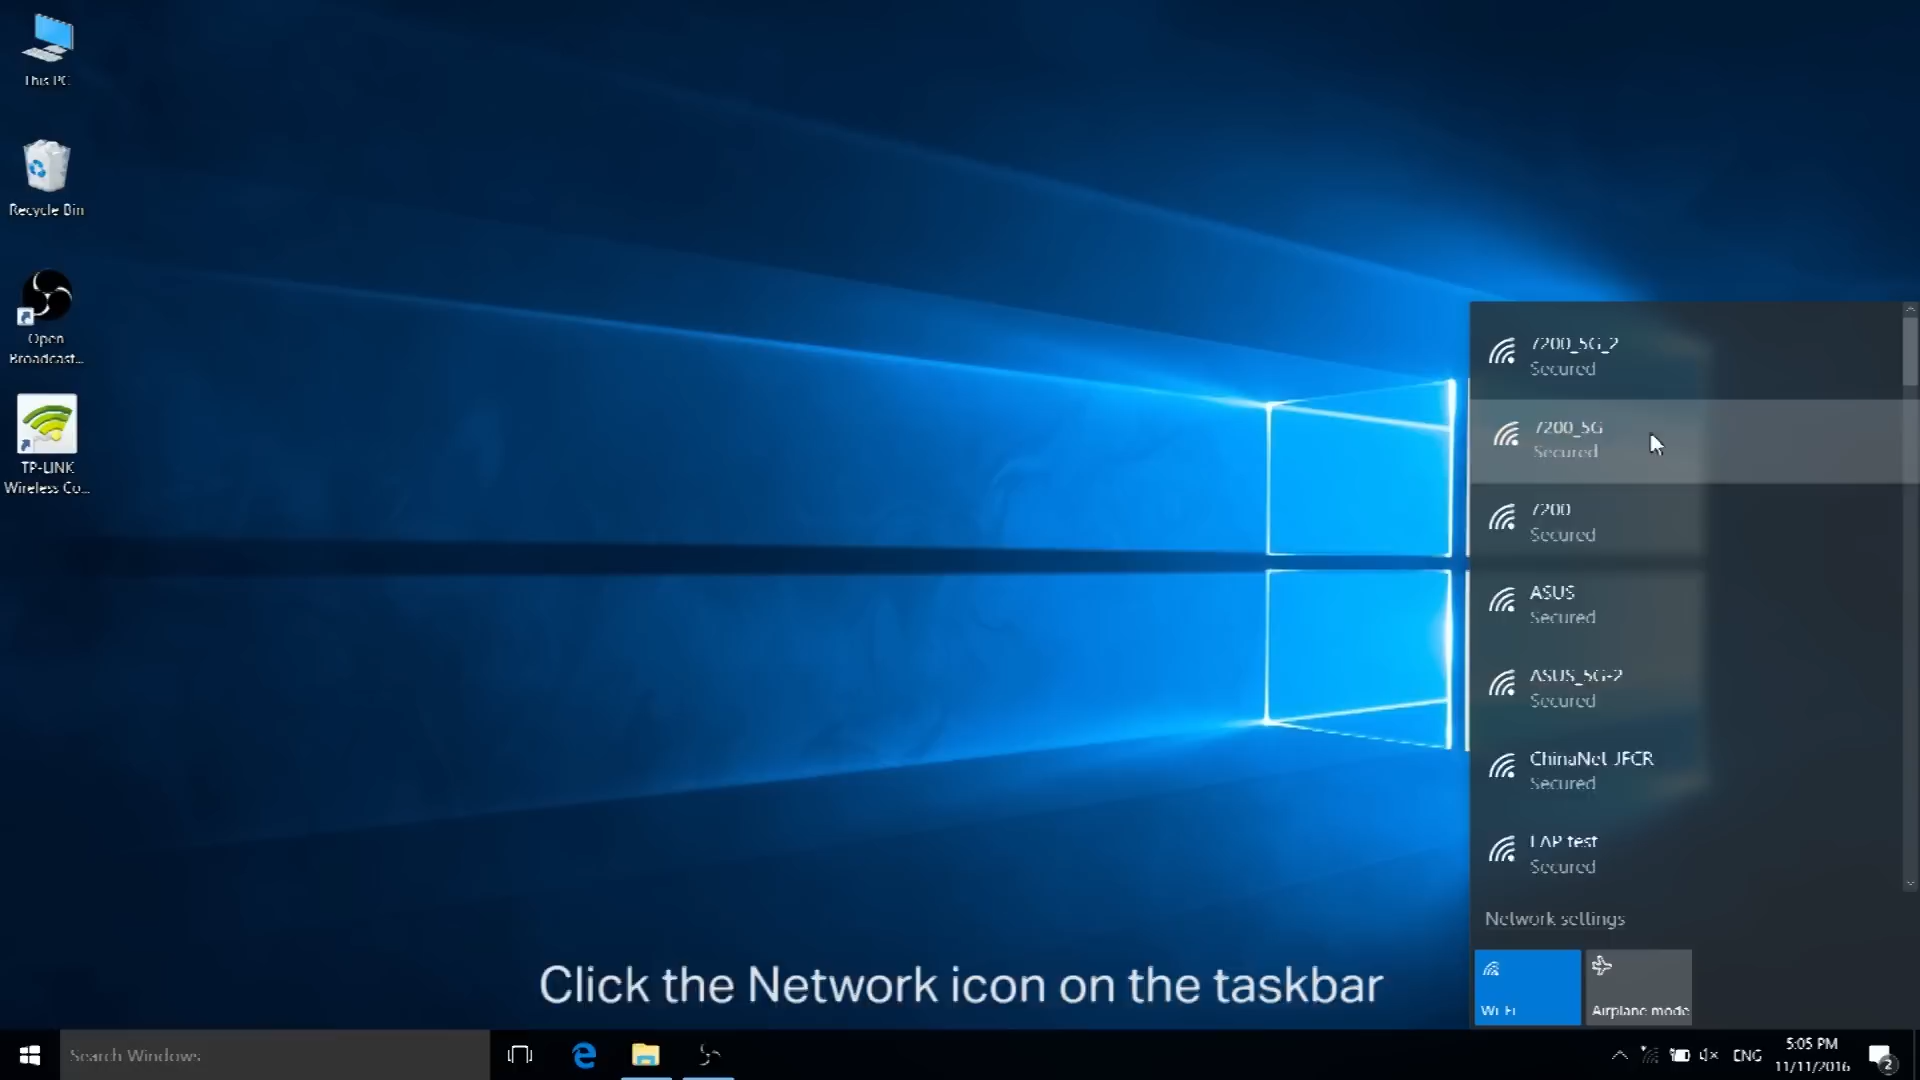 This PC
Recycle Bin
Open
Broadcast...
TP-LINK
Wireless Co...
7200_5G_2
Secured
7200_5G
Secured
7200
Secured
ASUS
Secured
ASUS_5G-2
Secured
ChinaNet-JFCR
Secured
LAP test
Secured
Network settings
Wi-Fi
Airplane mode
Click the Network icon on the taskbar
Search Windows
ENG
5:05 PM
11/11/2016
2